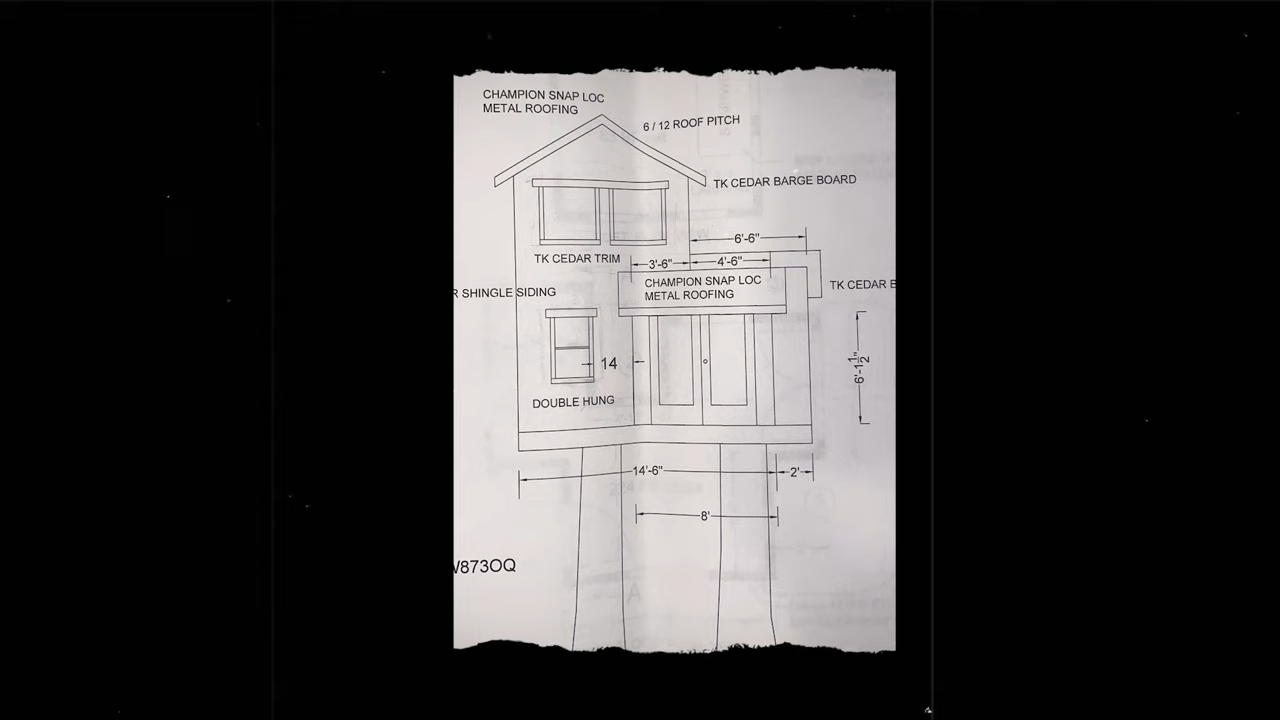 CHAMPION SNAP LOC
METAL ROOFING
6 / 12 ROOF PITCH
TK CEDAR BARGE BOARD
6'-6"
TK CEDAR TRIM
3'-6"
4'-6"
CHAMPION SNAP LOC
METAL ROOFING
TK CEDAR B
R SHINGLE SIDING
14
6'-1 1/2"
DOUBLE HUNG
14'-6"
2'
8'
W873OQ